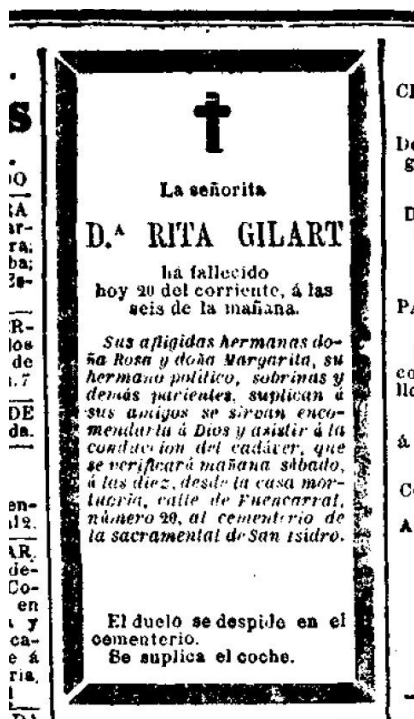 La señorita
D.ª RITA GILART
há fallecido
hoy 20 del corriente, á las
seis de la mañana.
Sus afligidas hermanas do-
ña Rosa y doña Margarita, su
hermano político, sobrinas y
demás parientes, suplican á
sus amigos se sirvan enco-
mendarla á Dios y asistir á la
conduccion del cadáver, que
se verificará mañana sábado,
á las diez, desde la casa mor-
tuoria, calle de Fuencarral,
número 20, al cementerio de
la sacramental de San Isidro.
El duelo se despide en el
cementerio.
Se suplica el coche.